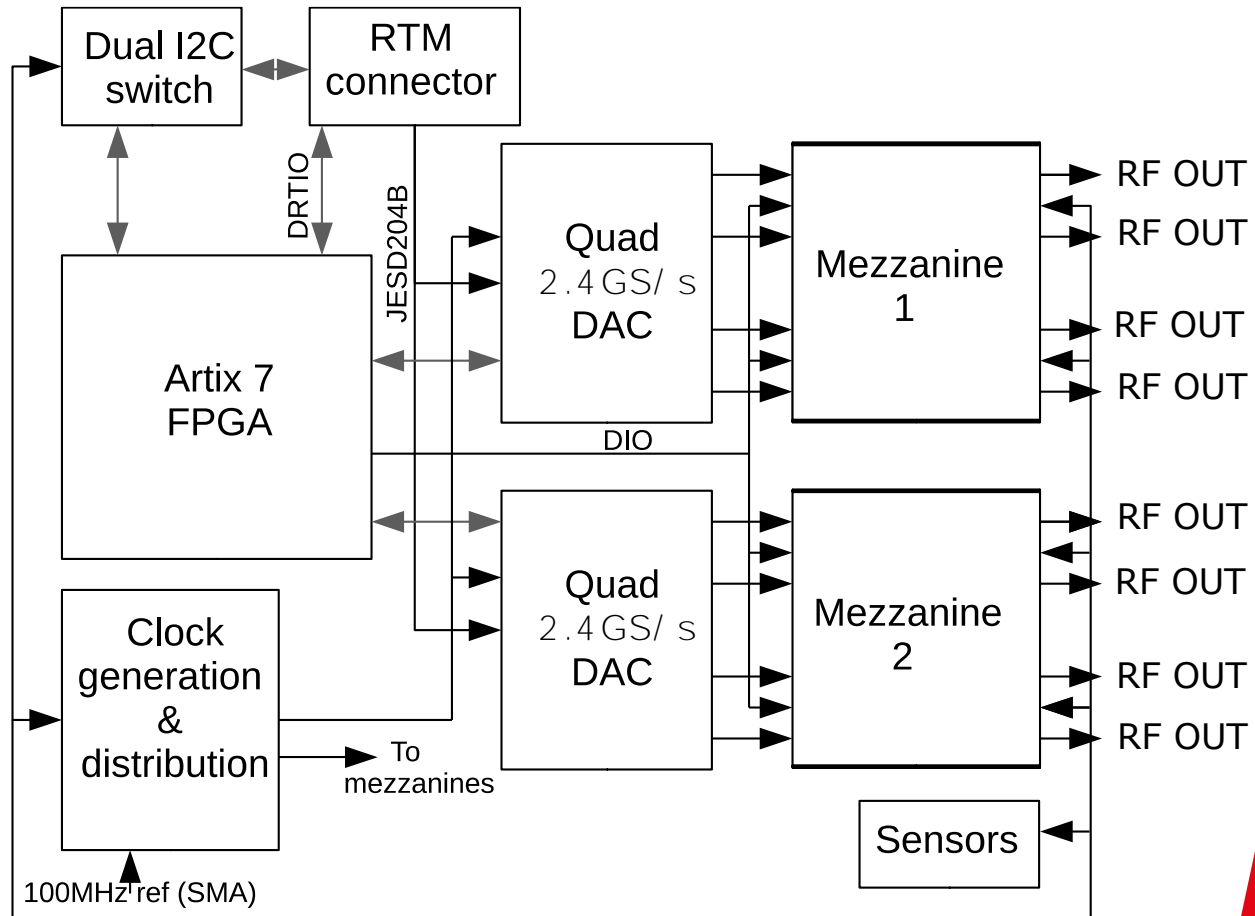 Dual I2C
switch
RTM
connector
DRTIO
JESD204B
Quad
2.4GS/ s
DAC
Mezzanine
1
RF OUT
RF OUT
RF OUT
RF OUT
Artix 7
FPGA
DIO
Quad
2.4GS/ s
DAC
Mezzanine
2
RF OUT
RF OUT
RF OUT
RF OUT
Clock
generation
&
distribution
To
mezzanines
Sensors
100MHz ref (SMA)